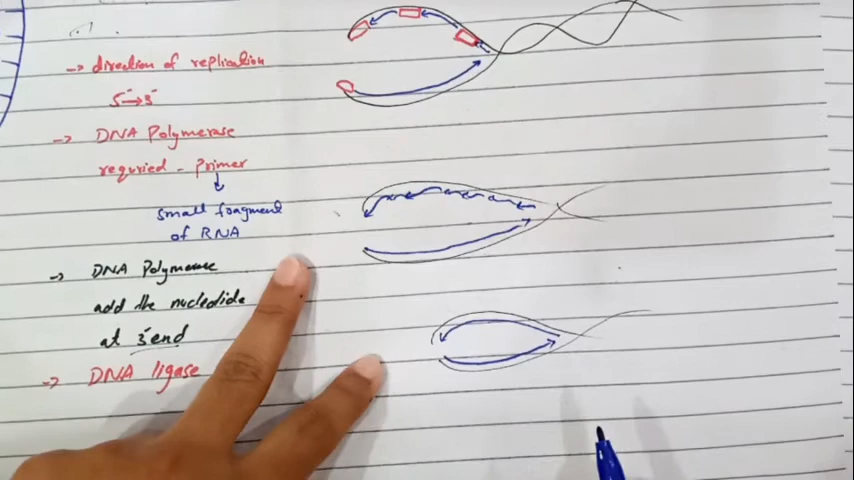 → direction of replication
5'→3'
→ DNA Polymerase
requried - Primer
↓
small fragment
of RNA
→ DNA Polymerase
add the nucleotide
at 3' end
→ DNA ligase